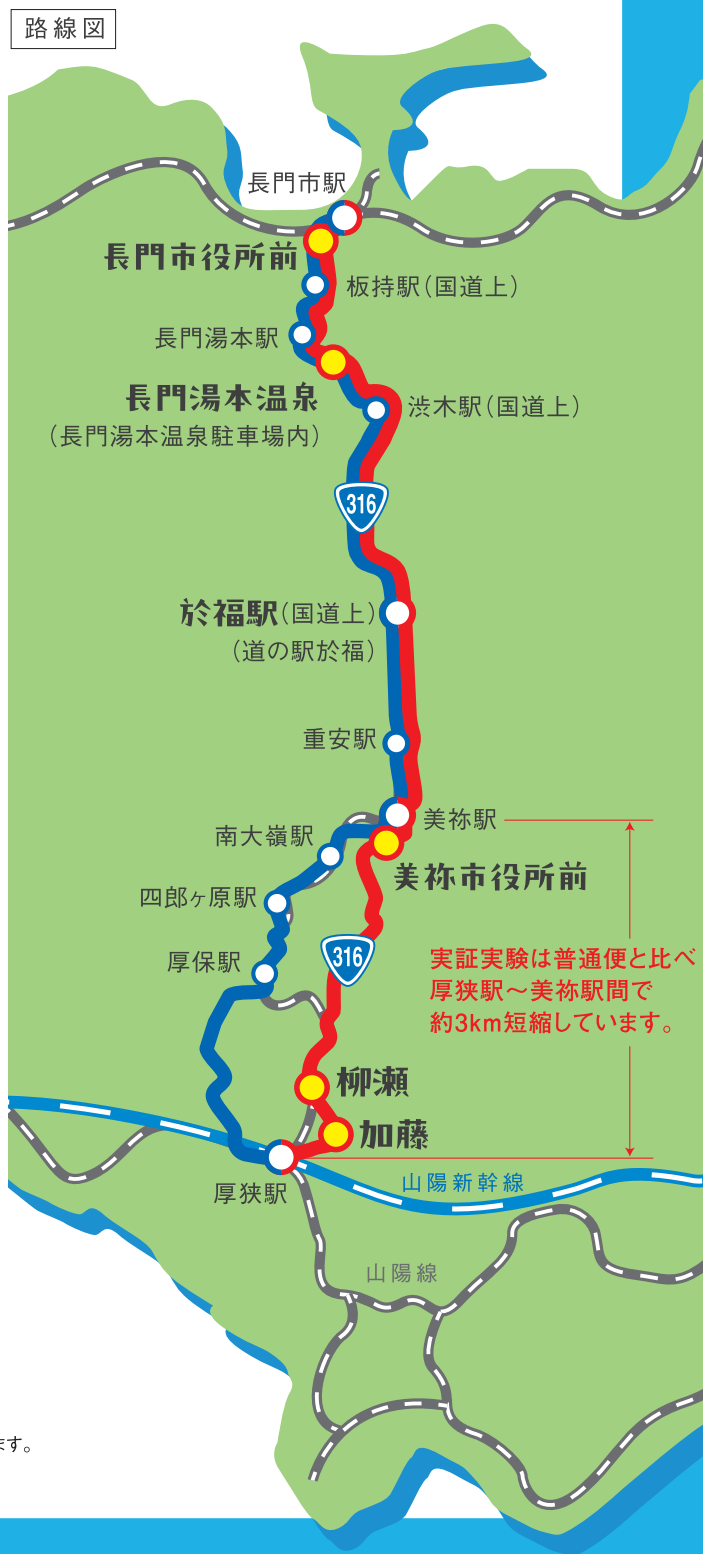 路線図
長門市駅
長門市役所前
板持駅（国道上）
長門湯本駅
長門湯本温泉
（長門湯本温泉駐車場内）
渋木駅（国道上）
316
於福駅（国道上）
（道の駅於福）
重安駅
美祢駅
南大嶺駅
美祢市役所前
四郎ヶ原駅
厚保駅
316
実証実験は普通便と比べ
厚狭駅〜美祢駅間で
約3km短縮しています。
柳瀬
加藤
厚狭駅
山陽新幹線
山陽線
ます。